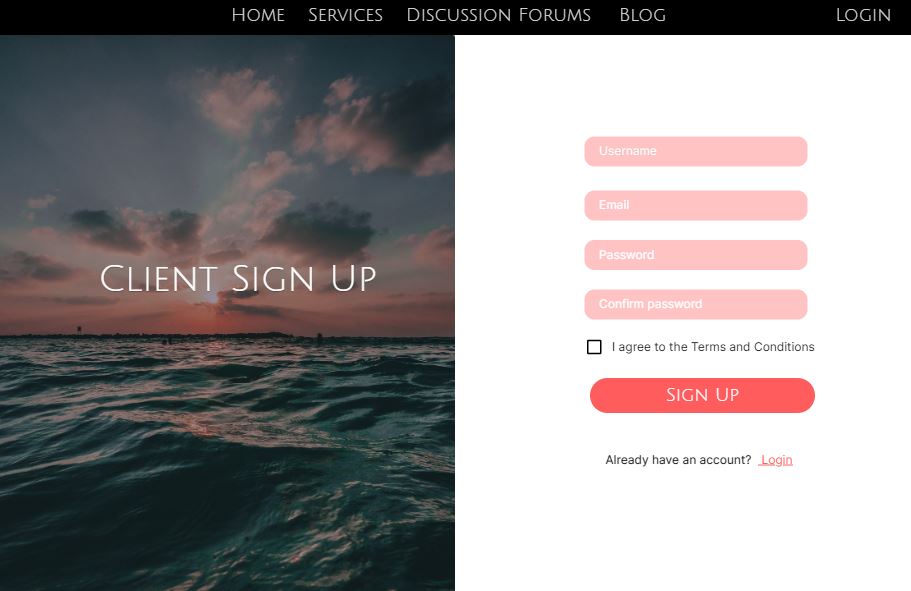 Home Services Discussion Forums Blog Login
Client Sign Up
Username
Email
Password
Confirm password
I agree to the Terms and Conditions
Sign Up
Already have an account? Login